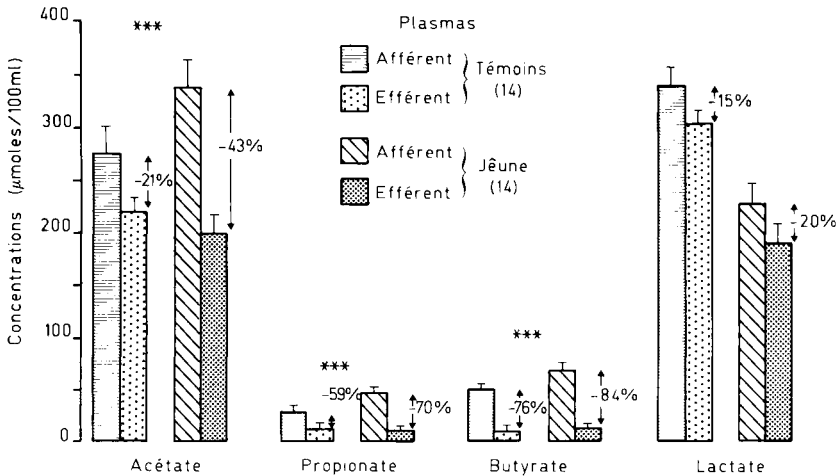 Concentrations (µmoles/100ml)
400
300
200
100
0
Plasmas
Afférent
Efférent
Témoins
(14)
Afférent
Efférent
Jêune
(14)
***
-21%
-43%
***
-59%
-70%
***
-76%
-84%
-15%
-20%
Acétate
Propionate
Butyrate
Lactate